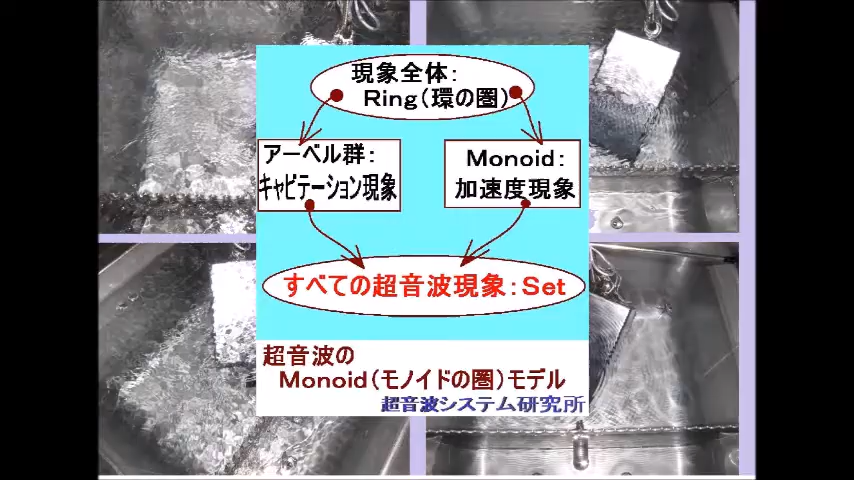 現象全体：
Ring（環の圏）
アーベル群：
キャビテーション現象
Monoid：
加速度現象
すべての超音波現象：Set
超音波の
Monoid（モノイドの圏）モデル
超音波システム研究所